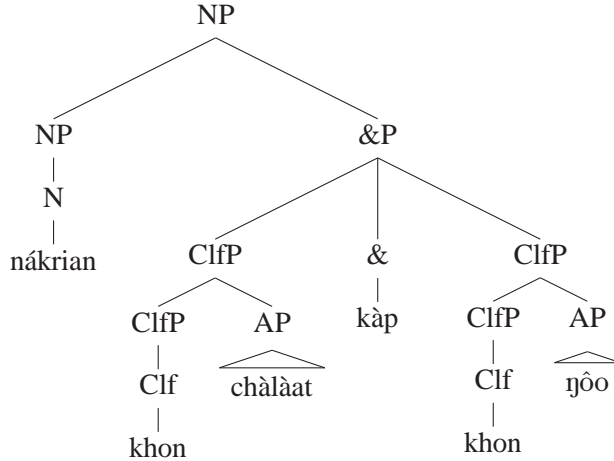 NP
NP &P
N
nákrian ClfP & ClfP
ClfP AP kàp ClfP AP
Clf chàlàat Clf ŋôo
khon khon